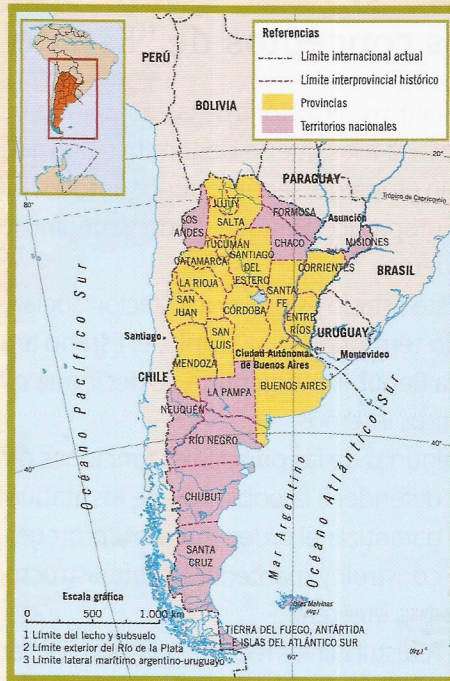 Referencias
Límite internacional actual
Límite interprovincial histórico
Provincias
Territorios nacionales
PERÚ
BOLIVIA
PARAGUAY
20°
80°
Trópico de Capricornio
JUJUY
FORMOSA
Asunción
LOS
ANDES
SALTA
CHACO
MISIONES
TUCUMÁN
CATAMARCA
SANTIAGO
DEL
ESTERO
CORRIENTES
BRASIL
LA RIOJA
SANTA
FE
SAN
JUAN
CÓRDOBA
ENTRE
RÍOS
URUGUAY
Santiago
SAN
LUIS
Ciudad Autónoma
de Buenos Aires
Montevideo
MENDOZA
CHILE
LA PAMPA
BUENOS AIRES
NEUQUÉN
RÍO NEGRO
40°
40°
CHUBUT
SANTA
CRUZ
Océano Pacífico Sur
Mar Argentino
Océano Atlántico Sur
Islas Malvinas
(Arg.)
Escala gráfica
0 500 1.000 km
TIERRA DEL FUEGO, ANTÁRTIDA
E ISLAS DEL ATLÁNTICO SUR
60°
(Arg.)
1 Límite del lecho y subsuelo
2 Límite exterior del Río de la Plata
3 Límite lateral marítimo argentino-uruguayo